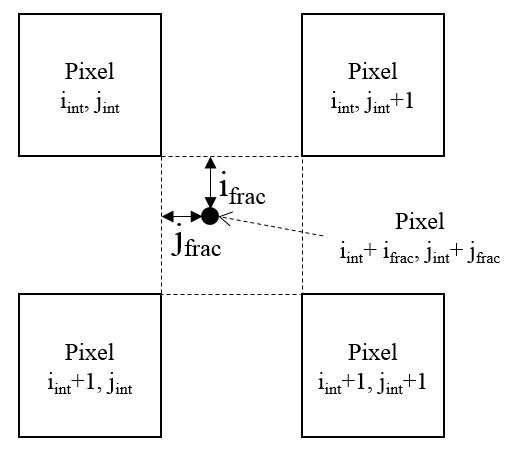 Pixel
i_int, j_int
Pixel
i_int, j_int+1
i_frac
j_frac
Pixel
i_int+ i_frac, j_int+ j_frac
Pixel
i_int+1, j_int
Pixel
i_int+1, j_int+1